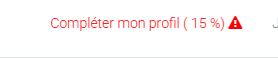 Compléter mon profil ( 15 %)